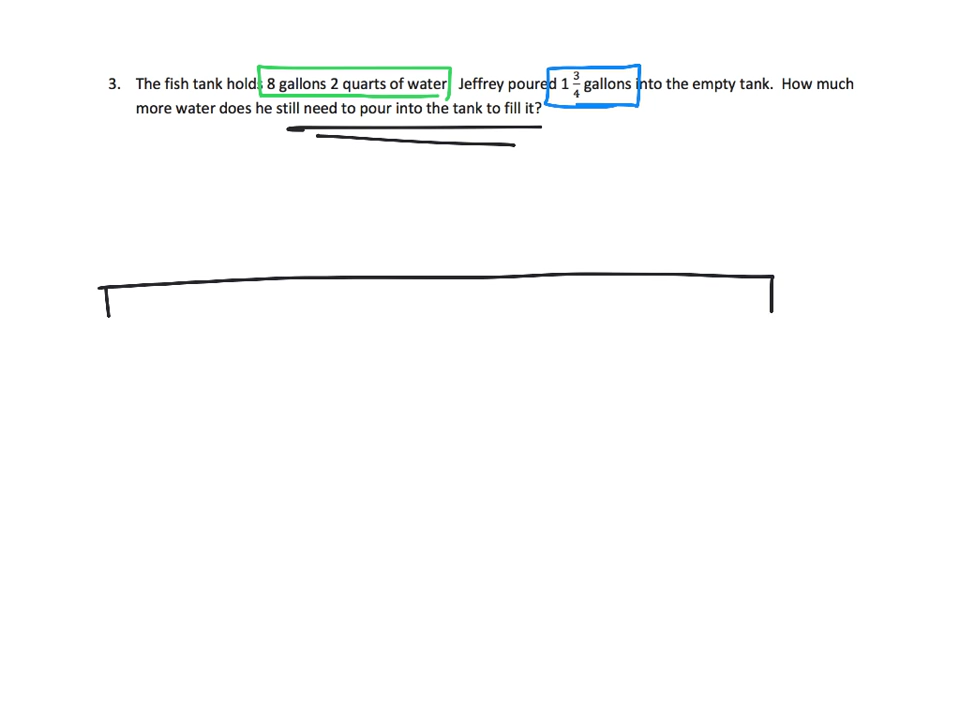 3. The fish tank holds 8 gallons 2 quarts of water. Jeffrey poured 1 3/4 gallons into the empty tank. How much
more water does he still need to pour into the tank to fill it?